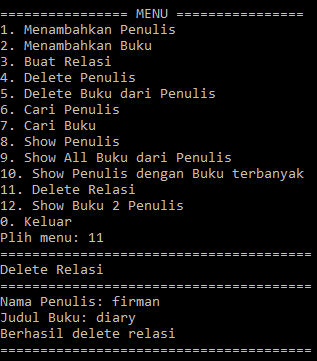 ================ MENU ================
1. Menambahkan Penulis
2. Menambahkan Buku
3. Buat Relasi
4. Delete Penulis
5. Delete Buku dari Penulis
6. Cari Penulis
7. Cari Buku
8. Show Penulis
9. Show All Buku dari Penulis
10. Show Penulis dengan Buku terbanyak
11. Delete Relasi
12. Show Buku 2 Penulis
0. Keluar
Plih menu: 11
=======================================
Delete Relasi
=======================================
Nama Penulis: firman
Judul Buku: diary
Berhasil delete relasi
=======================================